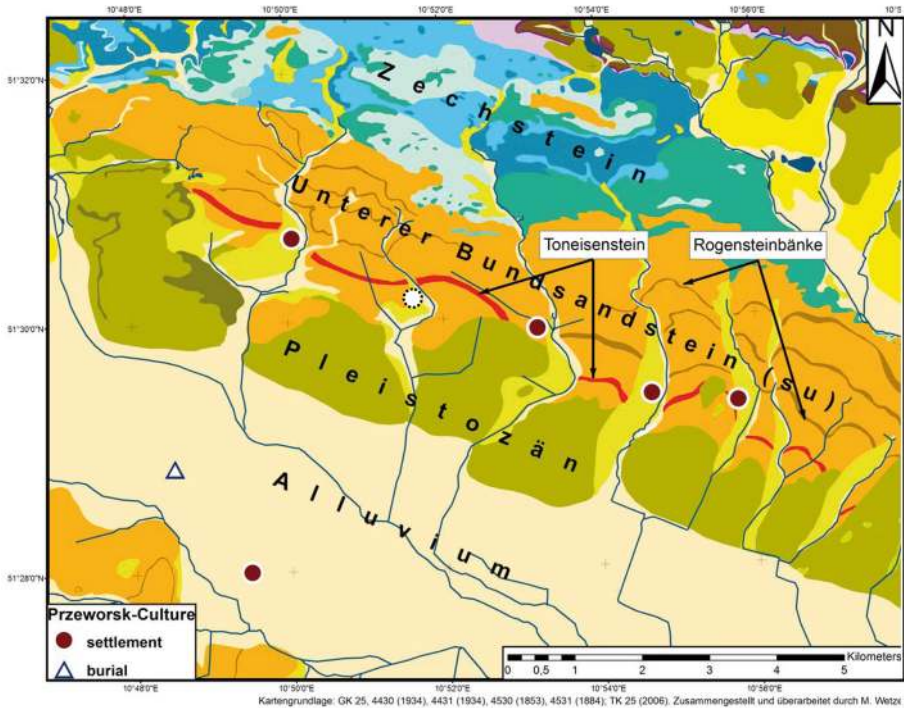 10°48'0"E 10°50'0"E 10°52'0"E 10°54'0"E 10°56'0"E
N
51°32'0"N
Zechstein
Unterer Bundsandstein (su)
Toneisenstein
Rogensteinbänke
51°30'0"N
Pleistozän
Alluvium
51°28'0"N
Przeworsk-Culture
settlement
burial
Kilometers
0 0,5 1 2 3 4 5
10°48'0"E 10°50'0"E 10°52'0"E 10°54'0"E 10°56'0"E
Kartengrundlage: GK 25, 4430 (1934), 4431 (1934), 4530 (1853), 4531 (1884); TK 25 (2006). Zusammengestellt und überarbeitet durch M. Wetze